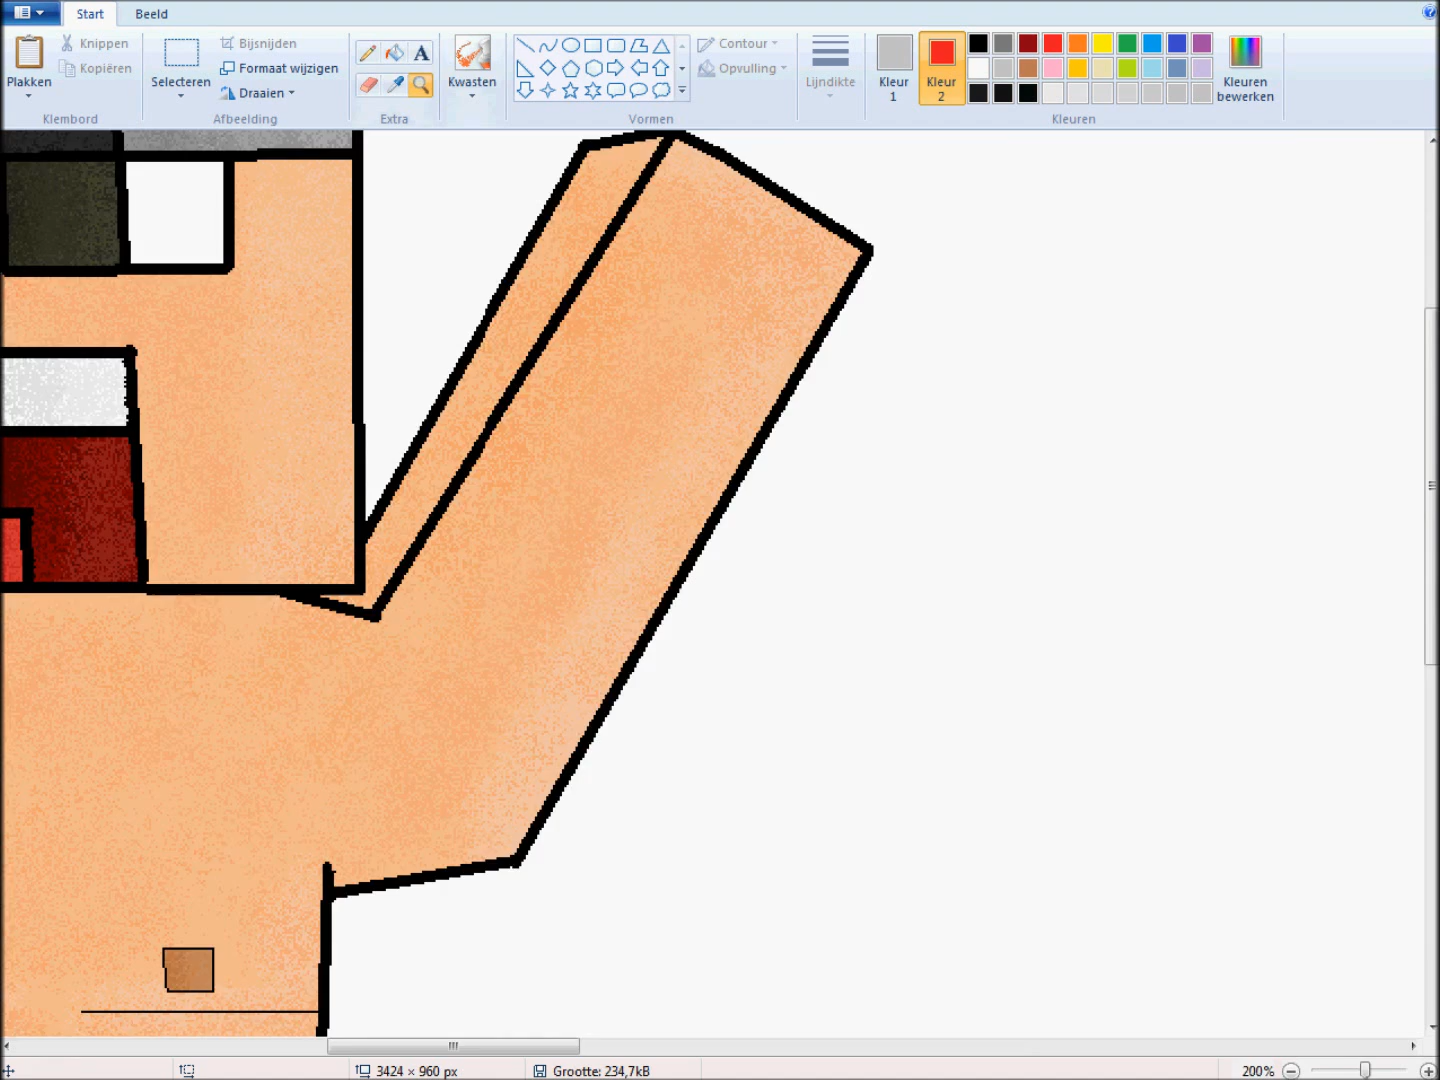 Start Beeld
Plakken
Knippen
Kopiëren
Klembord
Selecteren
Bijsnijden
Formaat wijzigen
Draaien
Afbeelding
A
Extra
Kwasten
Contour
Opvulling
Vormen
Lijndikte
Kleur 1
Kleur 2
Kleuren bewerken
Kleuren
3424 × 960 px
Grootte: 234,7kB
200%